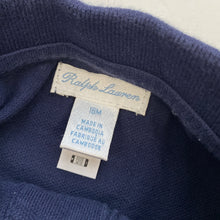 Ralph Lauren
18M
MADE IN
CAMBODIA
FABRIQUÉ AU
CAMBODGE